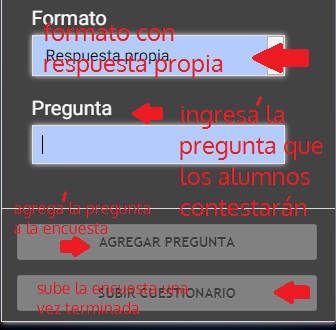 Formato
formato con
Respuesta propia
respuesta propia
Pregunta
ingresa la
pregunta que
los alumnos
contestarán
agrega la pregunta
a la encuesta
AGREGAR PREGUNTA
sube la encuesta una
vez terminada
SUBIR CUESTIONARIO